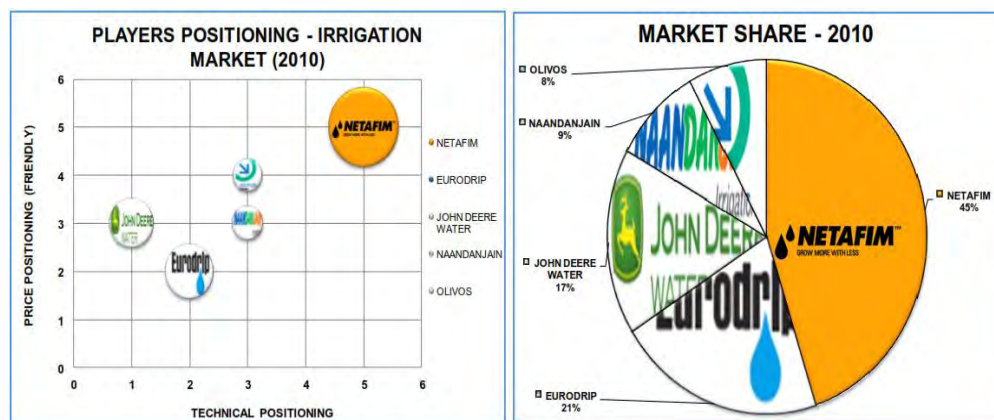 PLAYERS POSITIONING - IRRIGATION
MARKET (2010)
PRICE POSITIONING (FRIENDLY)
6
5
4
3
2
1
0
0 1 2 3 4 5 6
TECHNICAL POSITIONING
NETAFIM
JOHN DEERE
WATER
Eurodrip
NETAFIM
EURODRIP
JOHN DEERE
WATER
NAANDANJAIN
OLIVOS
MARKET SHARE - 2010
OLIVOS
8%
NAANDANJAIN
9%
JOHN DEERE
WATER
17%
EURODRIP
21%
NETAFIM
45%
NAANDAN
Irrigation
JOHN DEERE
WATER
Eurodrip
NETAFIM™
GROW MORE WITH LESS